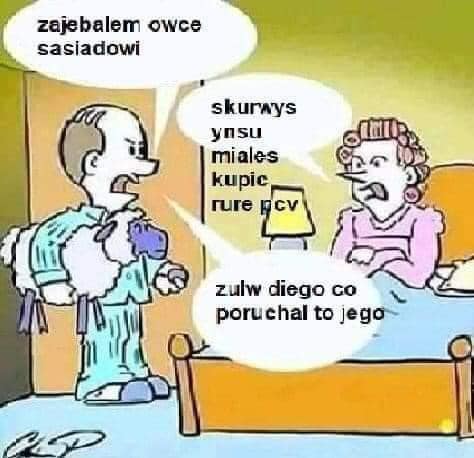 zajebalem owce
sasiadowi
skurwys
ynsu
miales
kupic
rure pcv
zulw diego co
poruchal to jego